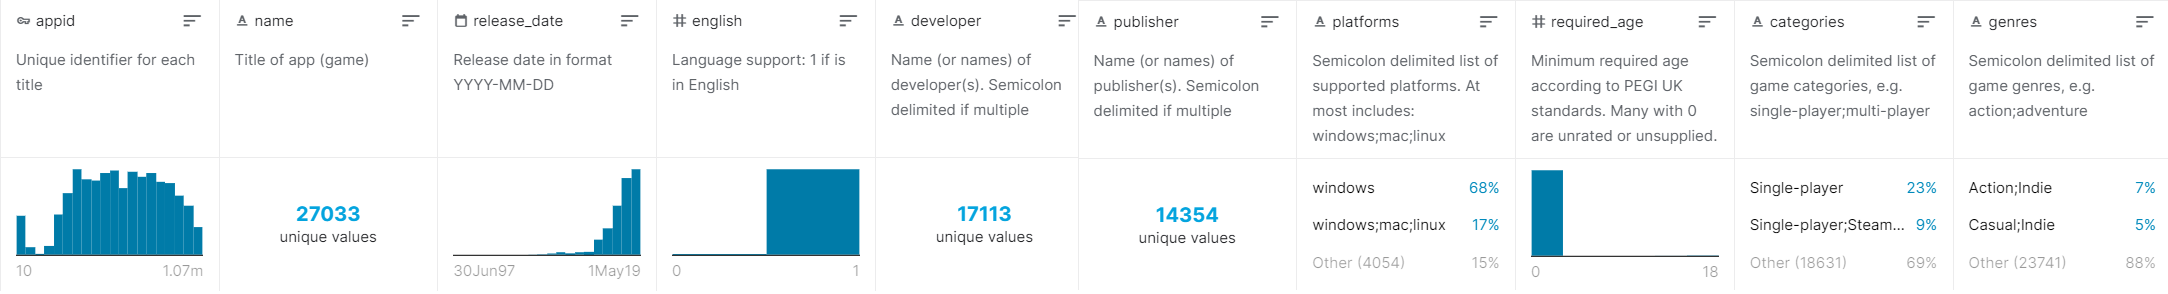 appid
Unique identifier for each
title
10
1.07m
name
Title of app (game)
27033
unique values
release_date
Release date in format
YYYY-MM-DD
30Jun97
1May19
english
Language support: 1 if is
in English
0
1
developer
Name (or names) of
developer(s). Semicolon
delimited if multiple
17113
unique values
publisher
Name (or names) of
publisher(s). Semicolon
delimited if multiple
14354
unique values
platforms
Semicolon delimited list of
supported platforms. At
most includes:
windows;mac;linux
windows 68%
windows;mac;linux 17%
Other (4054) 15%
required_age
Minimum required age
according to PEGI UK
standards. Many with 0
are unrated or unsupplied.
0
18
categories
Semicolon delimited list of
game categories, e.g.
single-player;multi-player
Single-player 23%
Single-player;Steam... 9%
Other (18631) 69%
genres
Semicolon delimited list of
game genres, e.g.
action;adventure
Action;Indie 7%
Casual;Indie 5%
Other (23741) 88%